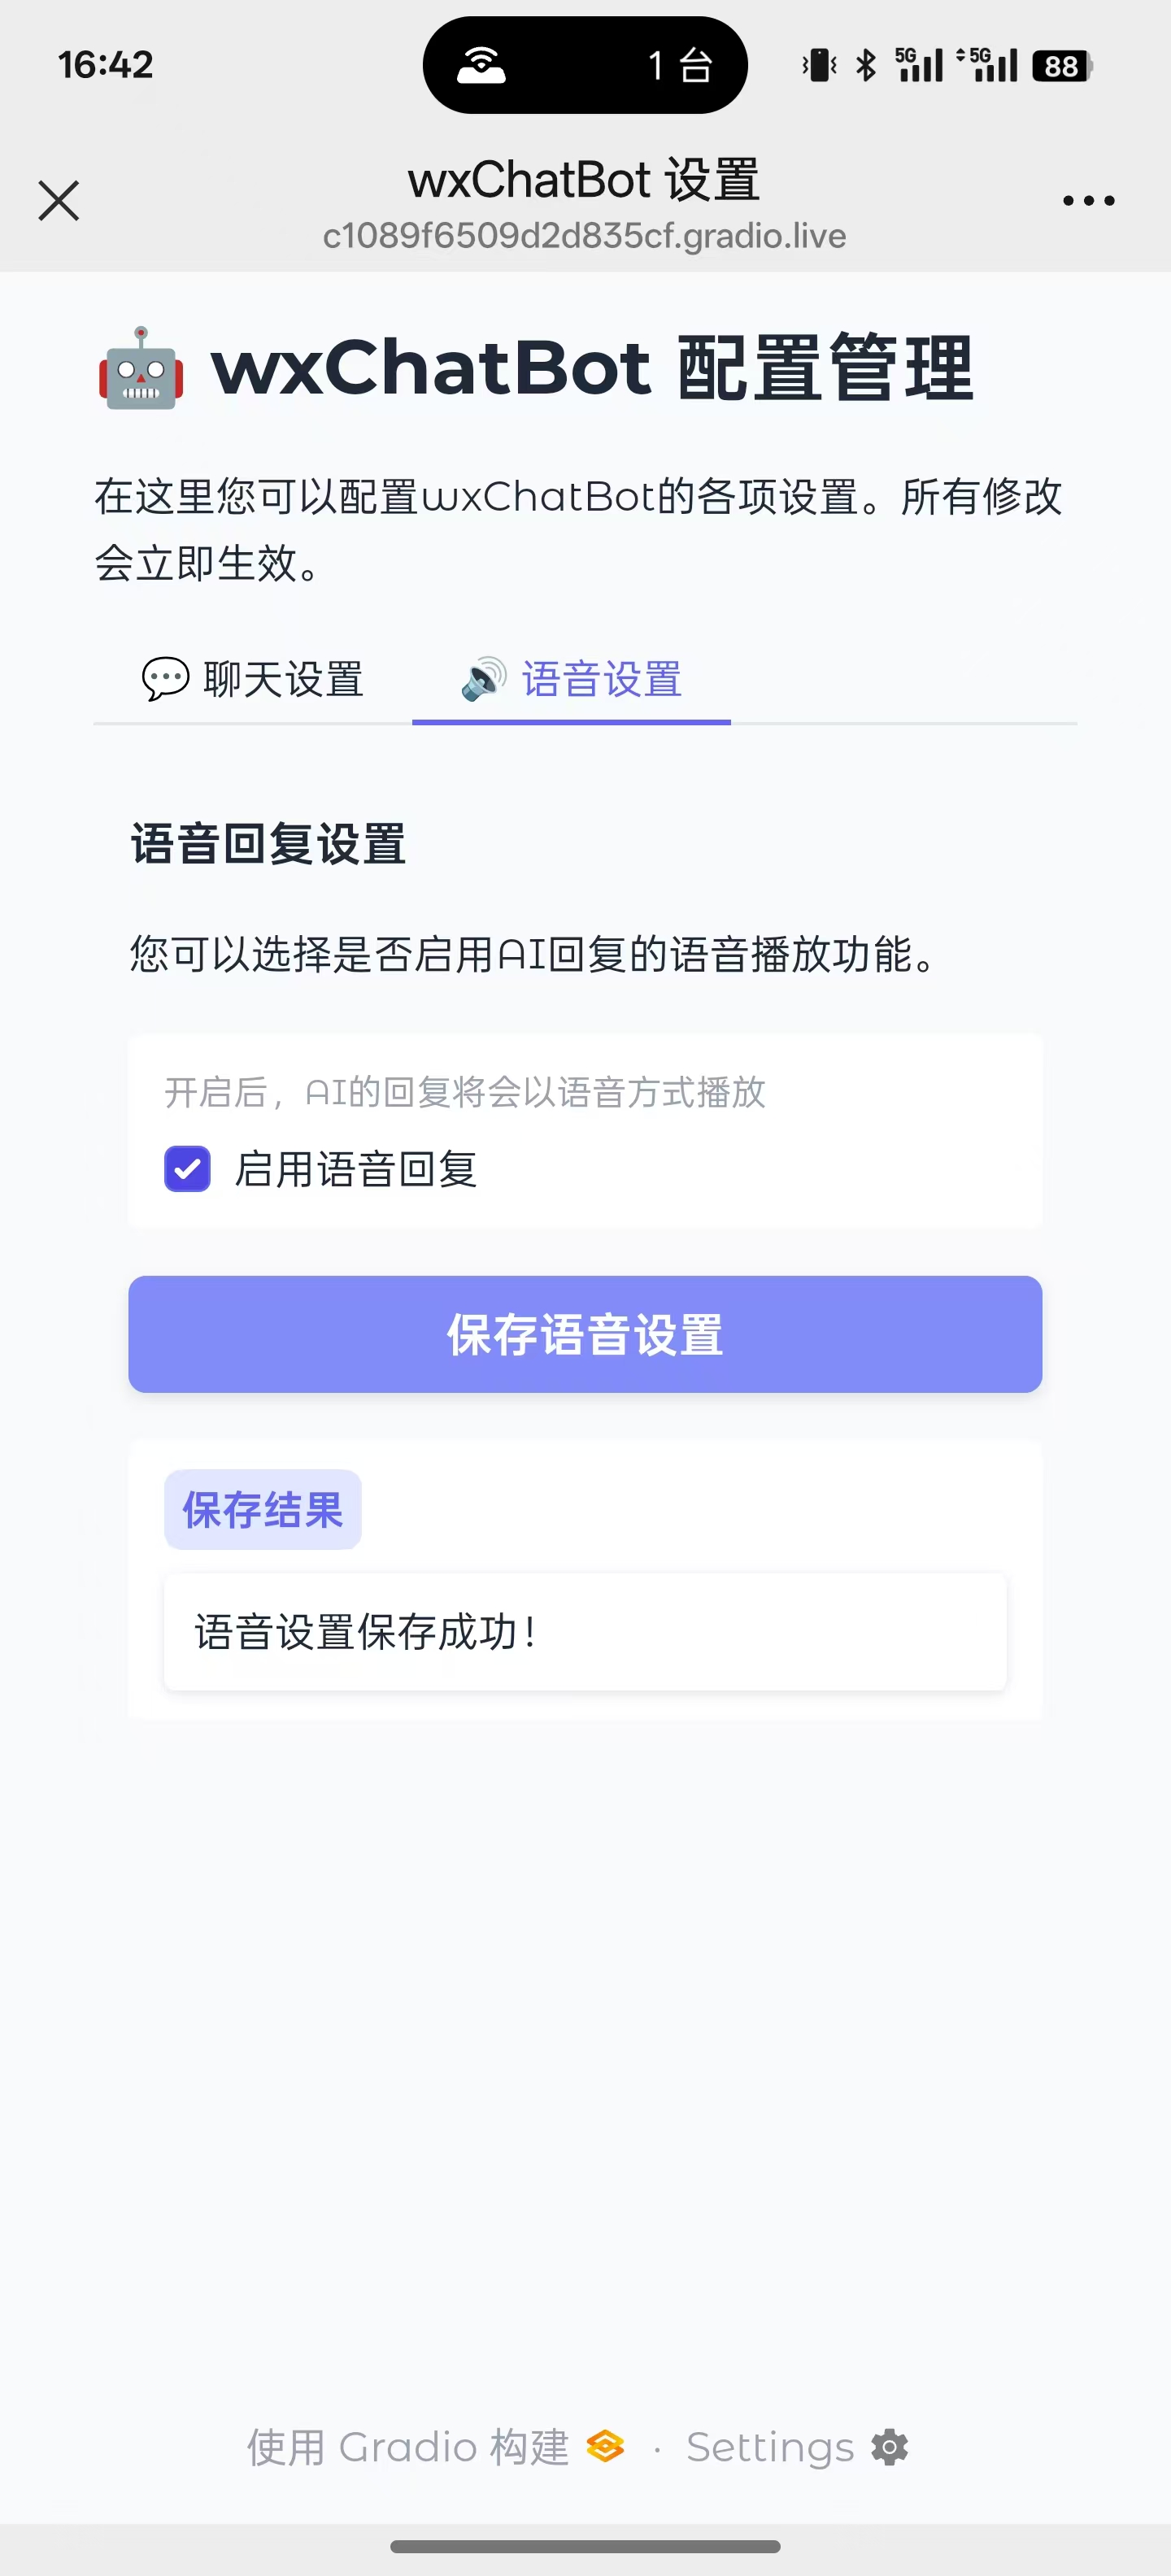 16:42
1 台
5G
5G
88
wxChatBot 设置
c1089f6509d2d835cf.gradio.live
wxChatBot 配置管理
在这里您可以配置wxChatBot的各项设置。所有修改
会立即生效。
聊天设置
语音设置
语音回复设置
您可以选择是否启用AI回复的语音播放功能。
开启后，AI的回复将会以语音方式播放
启用语音回复
保存语音设置
保存结果
语音设置保存成功！
使用 Gradio 构建 · Settings